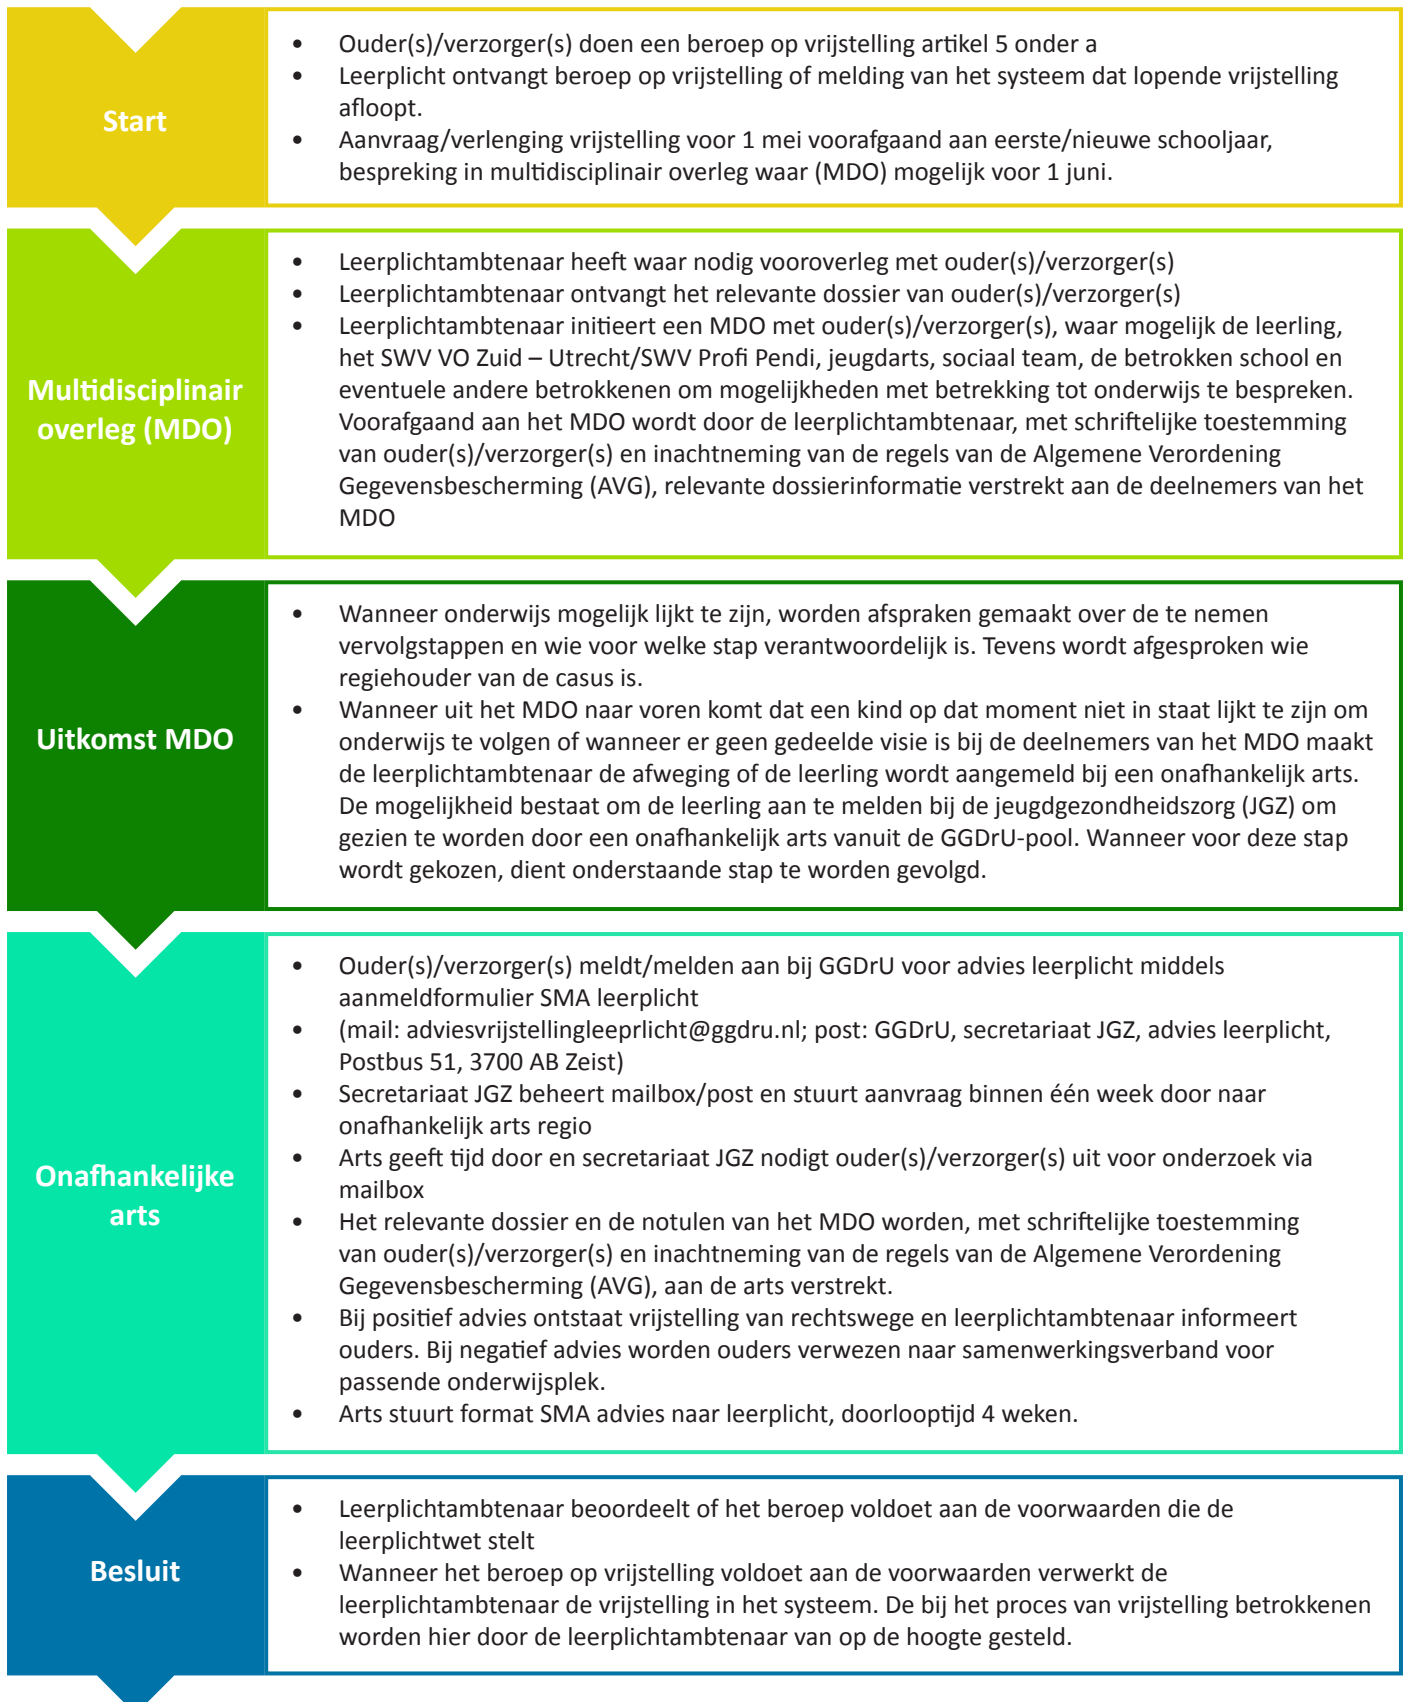 Start
• Ouder(s)/verzorger(s) doen een beroep op vrijstelling artikel 5 onder a
• Leerplicht ontvangt beroep op vrijstelling of melding van het systeem dat lopende vrijstelling
afloopt.
• Aanvraag/verlenging vrijstelling voor 1 mei voorafgaand aan eerste/nieuwe schooljaar,
bespreking in multidisciplinair overleg waar (MDO) mogelijk voor 1 juni.
Multidisciplinair
overleg (MDO)
• Leerplichtambtenaar heeft waar nodig vooroverleg met ouder(s)/verzorger(s)
• Leerplichtambtenaar ontvangt het relevante dossier van ouder(s)/verzorger(s)
• Leerplichtambtenaar initieert een MDO met ouder(s)/verzorger(s), waar mogelijk de leerling,
het SWV VO Zuid – Utrecht/SWV Profi Pendi, jeugdarts, sociaal team, de betrokken school en
eventuele andere betrokkenen om mogelijkheden met betrekking tot onderwijs te bespreken.
Voorafgaand aan het MDO wordt door de leerplichtambtenaar, met schriftelijke toestemming
van ouder(s)/verzorger(s) en inachtneming van de regels van de Algemene Verordening
Gegevensbescherming (AVG), relevante dossierinformatie verstrekt aan de deelnemers van het
MDO
Uitkomst MDO
• Wanneer onderwijs mogelijk lijkt te zijn, worden afspraken gemaakt over de te nemen
vervolgstappen en wie voor welke stap verantwoordelijk is. Tevens wordt afgesproken wie
regiehouder van de casus is.
• Wanneer uit het MDO naar voren komt dat een kind op dat moment niet in staat lijkt te zijn om
onderwijs te volgen of wanneer er geen gedeelde visie is bij de deelnemers van het MDO maakt
de leerplichtambtenaar de afweging of de leerling wordt aangemeld bij een onafhankelijk arts.
De mogelijkheid bestaat om de leerling aan te melden bij de jeugdgezondheidszorg (JGZ) om
gezien te worden door een onafhankelijk arts vanuit de GGDrU-pool. Wanneer voor deze stap
wordt gekozen, dient onderstaande stap te worden gevolgd.
Onafhankelijke
arts
• Ouder(s)/verzorger(s) meldt/melden aan bij GGDrU voor advies leerplicht middels
aanmeldformulier SMA leerplicht
• (mail: adviesvrijstellingleeprlicht@ggdru.nl; post: GGDrU, secretariaat JGZ, advies leerplicht,
Postbus 51, 3700 AB Zeist)
• Secretariaat JGZ beheert mailbox/post en stuurt aanvraag binnen één week door naar
onafhankelijk arts regio
• Arts geeft tijd door en secretariaat JGZ nodigt ouder(s)/verzorger(s) uit voor onderzoek via
mailbox
• Het relevante dossier en de notulen van het MDO worden, met schriftelijke toestemming
van ouder(s)/verzorger(s) en inachtneming van de regels van de Algemene Verordening
Gegevensbescherming (AVG), aan de arts verstrekt.
• Bij positief advies ontstaat vrijstelling van rechtswege en leerplichtambtenaar informeert
ouders. Bij negatief advies worden ouders verwezen naar samenwerkingsverband voor
passende onderwijsplek.
• Arts stuurt format SMA advies naar leerplicht, doorlooptijd 4 weken.
Besluit
• Leerplichtambtenaar beoordeelt of het beroep voldoet aan de voorwaarden die de
leerplichtwet stelt
• Wanneer het beroep op vrijstelling voldoet aan de voorwaarden verwerkt de
leerplichtambtenaar de vrijstelling in het systeem. De bij het proces van vrijstelling betrokkenen
worden hier door de leerplichtambtenaar van op de hoogte gesteld.